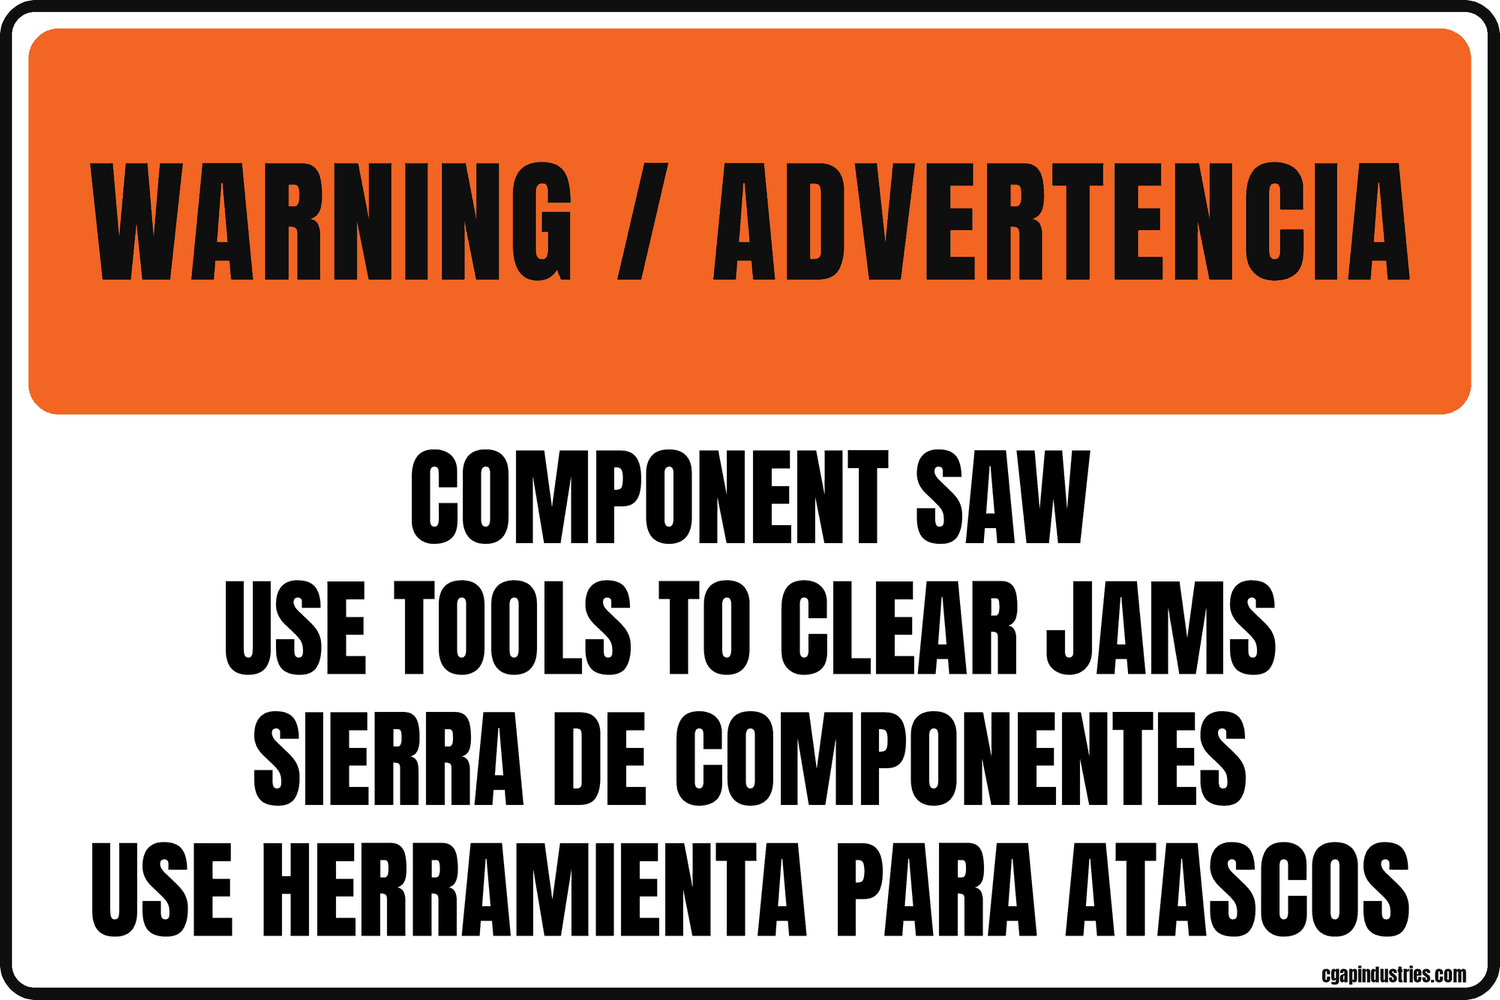 WARNING / ADVERTENCIA
COMPONENT SAW
USE TOOLS TO CLEAR JAMS
SIERRA DE COMPONENTES
USE HERRAMIENTA PARA ATASCOS
cgapindustries.com